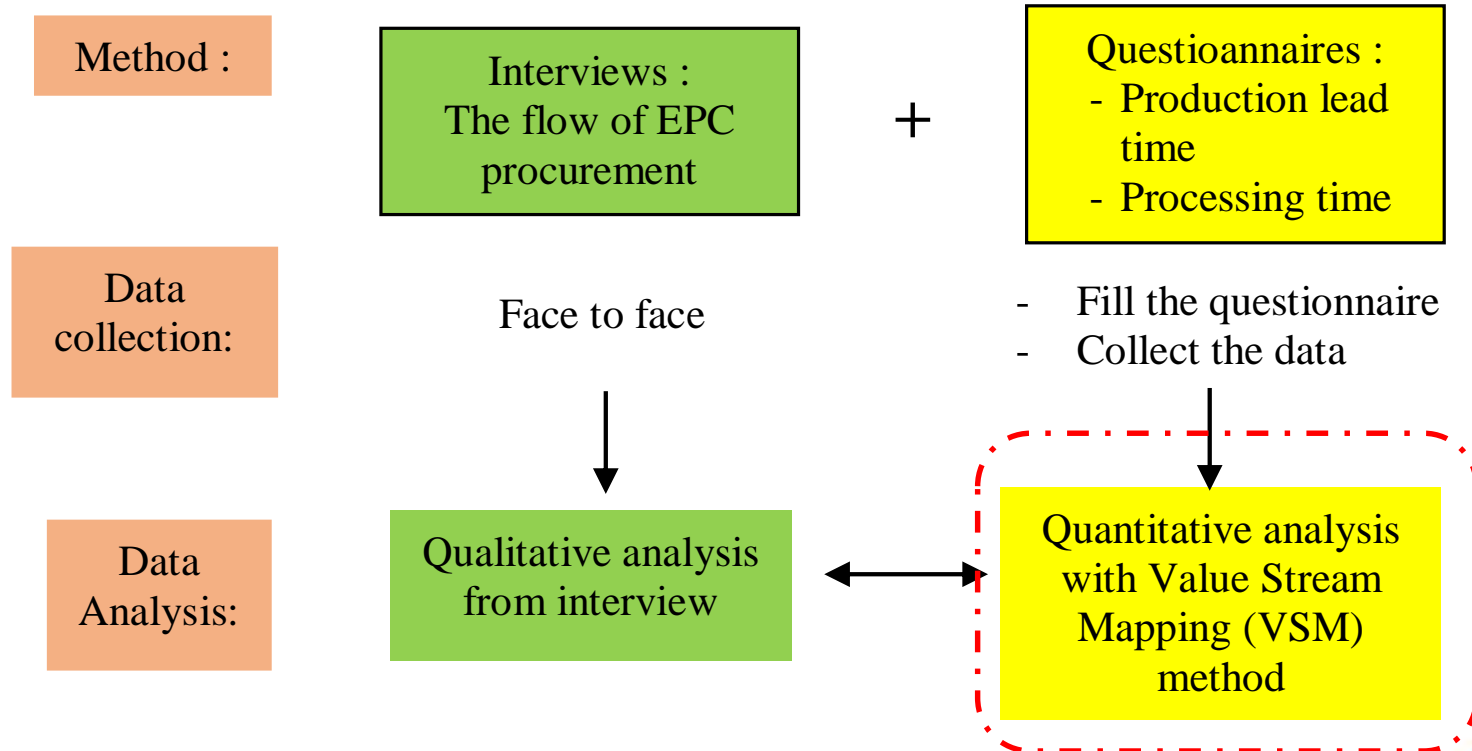 Method :
Interviews :
The flow of EPC
procurement
+
Questioannaires :
- Production lead
time
- Processing time
Data
collection:
Face to face
- Fill the questionnaire
- Collect the data
Data
Analysis:
Qualitative analysis
from interview
Quantitative analysis
with Value Stream
Mapping (VSM)
method